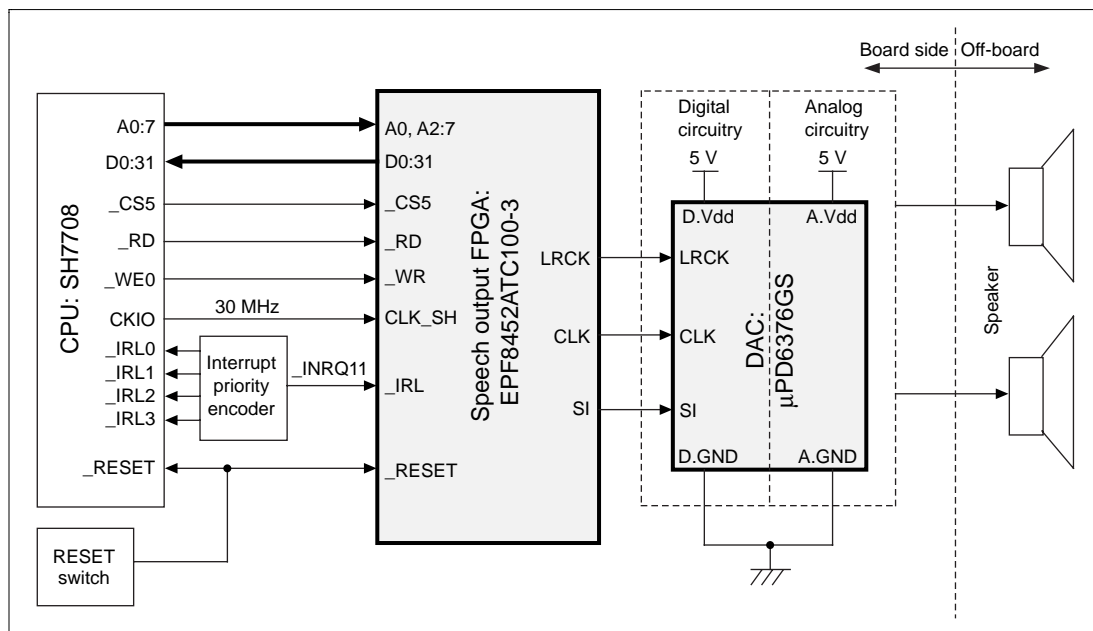 Board side
Off-board
CPU: SH7708
A0:7
D0:31
_CS5
_RD
_WE0
CKIO
_IRL0
_IRL1
_IRL2
_IRL3
_RESET
30 MHz
Interrupt
priority
encoder
_INRQ11
RESET
switch
A0, A2:7
D0:31
_CS5
_RD
_WR
CLK_SH
_IRL
_RESET
Speech output FPGA:
EPF8452ATC100-3
LRCK
CLK
SI
Digital
circuitry
5 V
Analog
circuitry
5 V
D.Vdd
A.Vdd
LRCK
CLK
SI
DAC:
µPD6376GS
D.GND
A.GND
Speaker